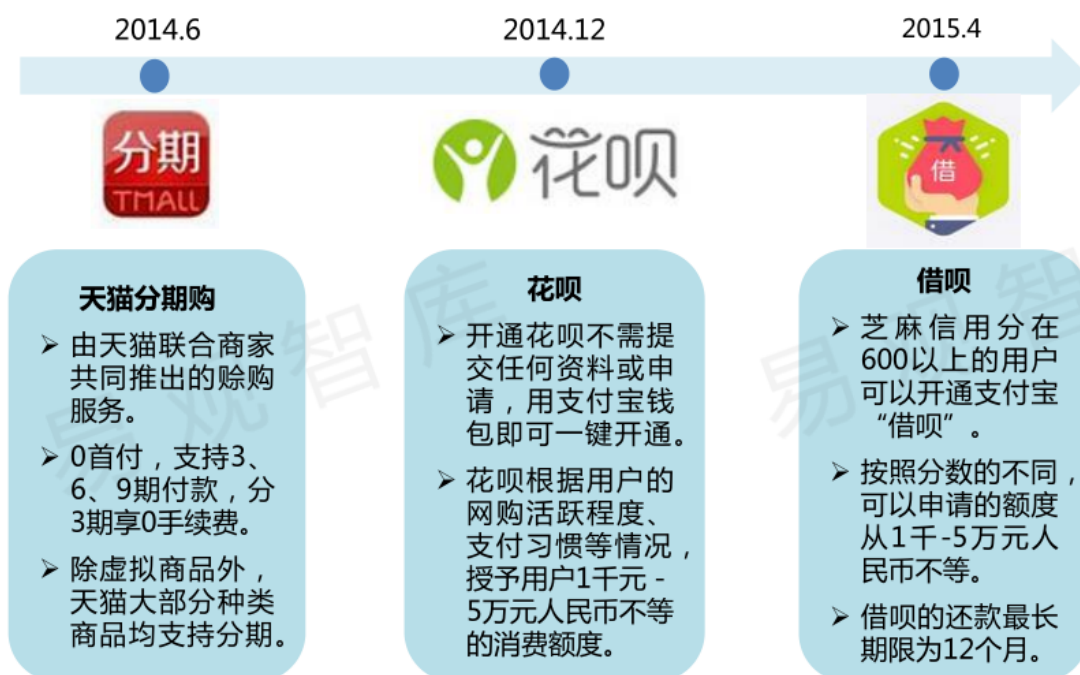 2014.6
2014.12
2015.4
分期
TMALL
花呗
借
天猫分期购
➢ 由天猫联合商家
共同推出的赊购
服务。
➢ 0首付，支持3、
6、9期付款，分
3期享0手续费。
➢ 除虚拟商品外，
天猫大部分种类
商品均支持分期。
花呗
➢ 开通花呗不需提
交任何资料或申
请，用支付宝钱
包即可一键开通。
➢ 花呗根据用户的
网购活跃程度、
支付习惯等情况，
授予用户1千元-
5万元人民币不等
的消费额度。
借呗
➢ 芝麻信用分在
600以上的用户
可以开通支付宝
“借呗”。
➢ 按照分数的不同，
可以申请的额度
从1千-5万元人
民币不等。
➢ 借呗的还款最长
期限为12个月。
易观智库
易观智